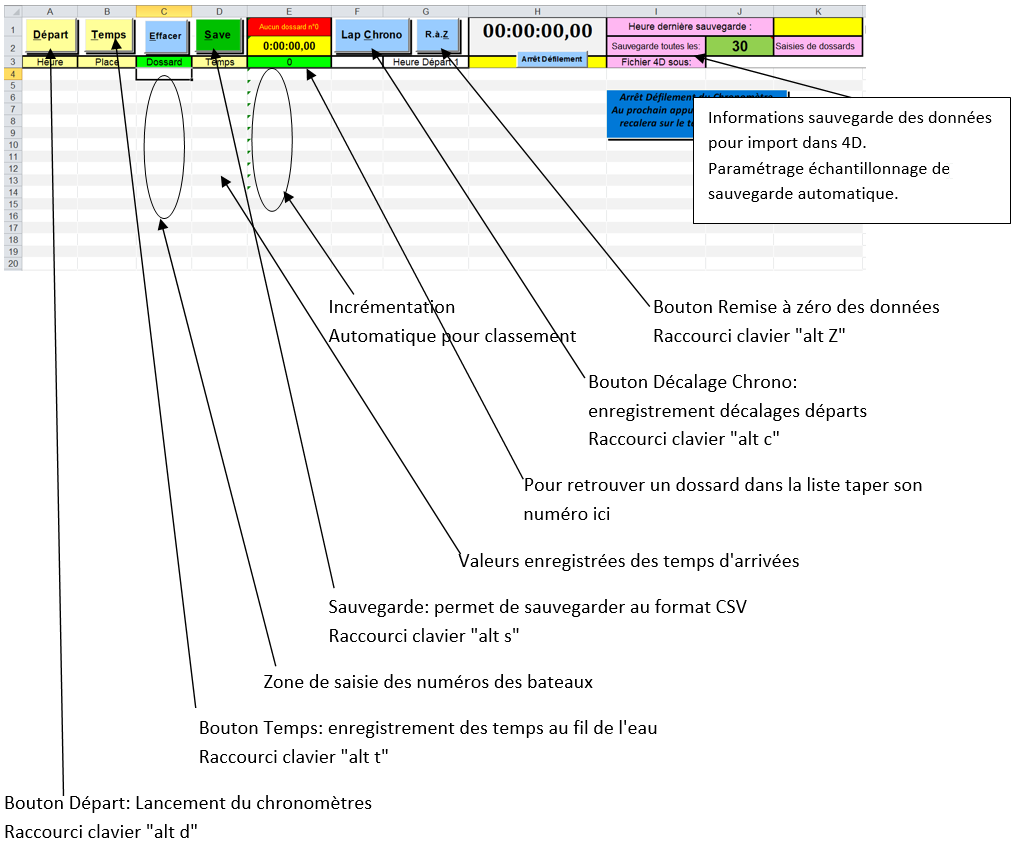 A B C D E F G H I J K
1 Départ Temps Effacer Save Aucun dossard n°0 Lap Chrono R.à.Z 00:00:00,00 Heure dernière sauvegarde :
2 0:00:00,00 Sauvegarde toutes les: 30 Saisies de dossards
3 Heure Place Dossard Temps 0 Heure Départ 1 Arrêt Défilement Fichier 4D sous:
4
5
6
7
8
9
10
11
12
13
14
15
16
17
18
19
20
Arrêt Défilement du Chronomètre
Au prochain appu
recalera sur le t
Informations sauvegarde des données
pour import dans 4D.
Paramétrage échantillonnage de
sauvegarde automatique.
Incrémentation
Automatique pour classement
Bouton Remise à zéro des données
Raccourci clavier "alt Z"
Bouton Décalage Chrono:
enregistrement décalages départs
Raccourci clavier "alt c"
Pour retrouver un dossard dans la liste taper son
numéro ici
Valeurs enregistrées des temps d'arrivées
Sauvegarde: permet de sauvegarder au format CSV
Raccourci clavier "alt s"
Zone de saisie des numéros des bateaux
Bouton Temps: enregistrement des temps au fil de l'eau
Raccourci clavier "alt t"
Bouton Départ: Lancement du chronomètres
Raccourci clavier "alt d"